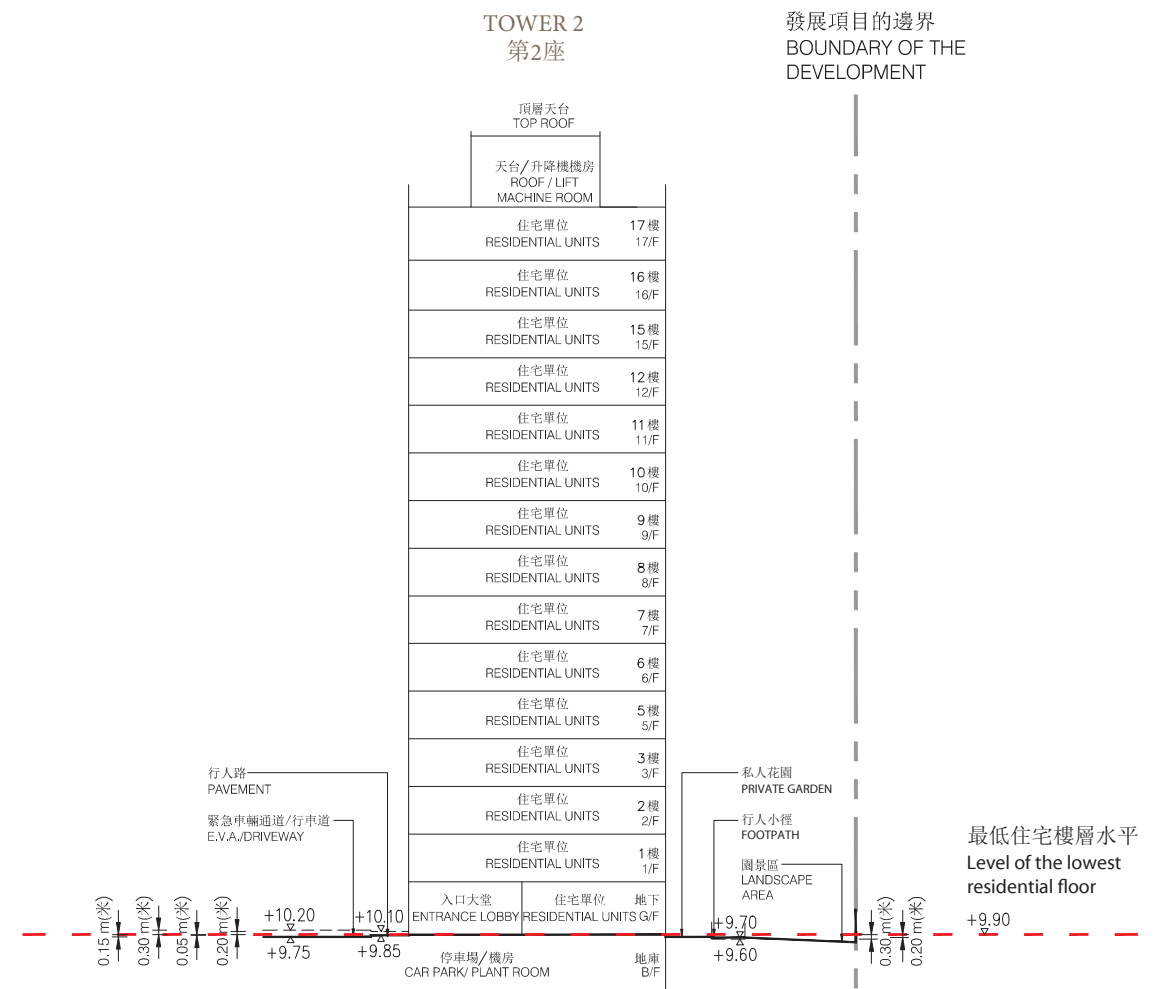 TOWER 2
第2座
發展項目的邊界
BOUNDARY OF THE
DEVELOPMENT
頂層天台
TOP ROOF
天台/升降機機房
ROOF / LIFT
MACHINE ROOM
住宅單位 17樓
RESIDENTIAL UNITS 17/F
住宅單位 16樓
RESIDENTIAL UNITS 16/F
住宅單位 15樓
RESIDENTIAL UNITS 15/F
住宅單位 12樓
RESIDENTIAL UNITS 12/F
住宅單位 11樓
RESIDENTIAL UNITS 11/F
住宅單位 10樓
RESIDENTIAL UNITS 10/F
住宅單位 9樓
RESIDENTIAL UNITS 9/F
住宅單位 8樓
RESIDENTIAL UNITS 8/F
住宅單位 7樓
RESIDENTIAL UNITS 7/F
住宅單位 6樓
RESIDENTIAL UNITS 6/F
住宅單位 5樓
RESIDENTIAL UNITS 5/F
住宅單位 3樓
RESIDENTIAL UNITS 3/F
住宅單位 2樓
RESIDENTIAL UNITS 2/F
住宅單位 1樓
RESIDENTIAL UNITS 1/F
入口大堂 住宅單位 地下
ENTRANCE LOBBY RESIDENTIAL UNITS G/F
停車場/機房 地庫
CAR PARK/ PLANT ROOM B/F
行人路
PAVEMENT
緊急車輛通道/行車道
E.V.A./DRIVEWAY
私人花園
PRIVATE GARDEN
行人小徑
FOOTPATH
園景區
LANDSCAPE
AREA
最低住宅樓層水平
Level of the lowest
residential floor
+9.90
0.15 m(米)
0.30 m(米)
0.05 m(米)
0.20 m(米)
+10.20
+9.75
+10.10
+9.85
+9.70
+9.60
0.30 m(米)
0.20 m(米)